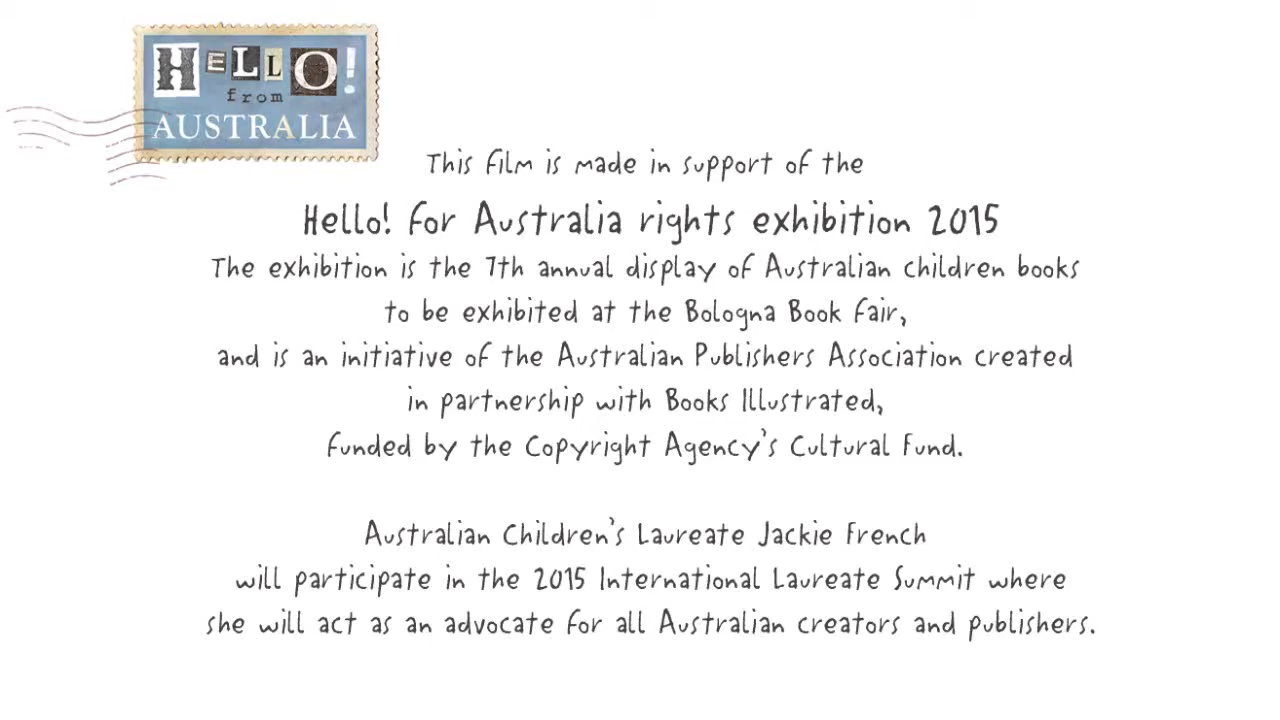 HELLO!
from
AUSTRALIA
This film is made in support of the
Hello! for Australia rights exhibition 2015
The exhibition is the 7th annual display of Australian children books
to be exhibited at the Bologna Book Fair,
and is an initiative of the Australian Publishers Association created
in partnership with Books Illustrated,
funded by the Copyright Agency's Cultural Fund.
Australian Children's Laureate Jackie French
will participate in the 2015 International Laureate Summit where
she will act as an advocate for all Australian creators and publishers.